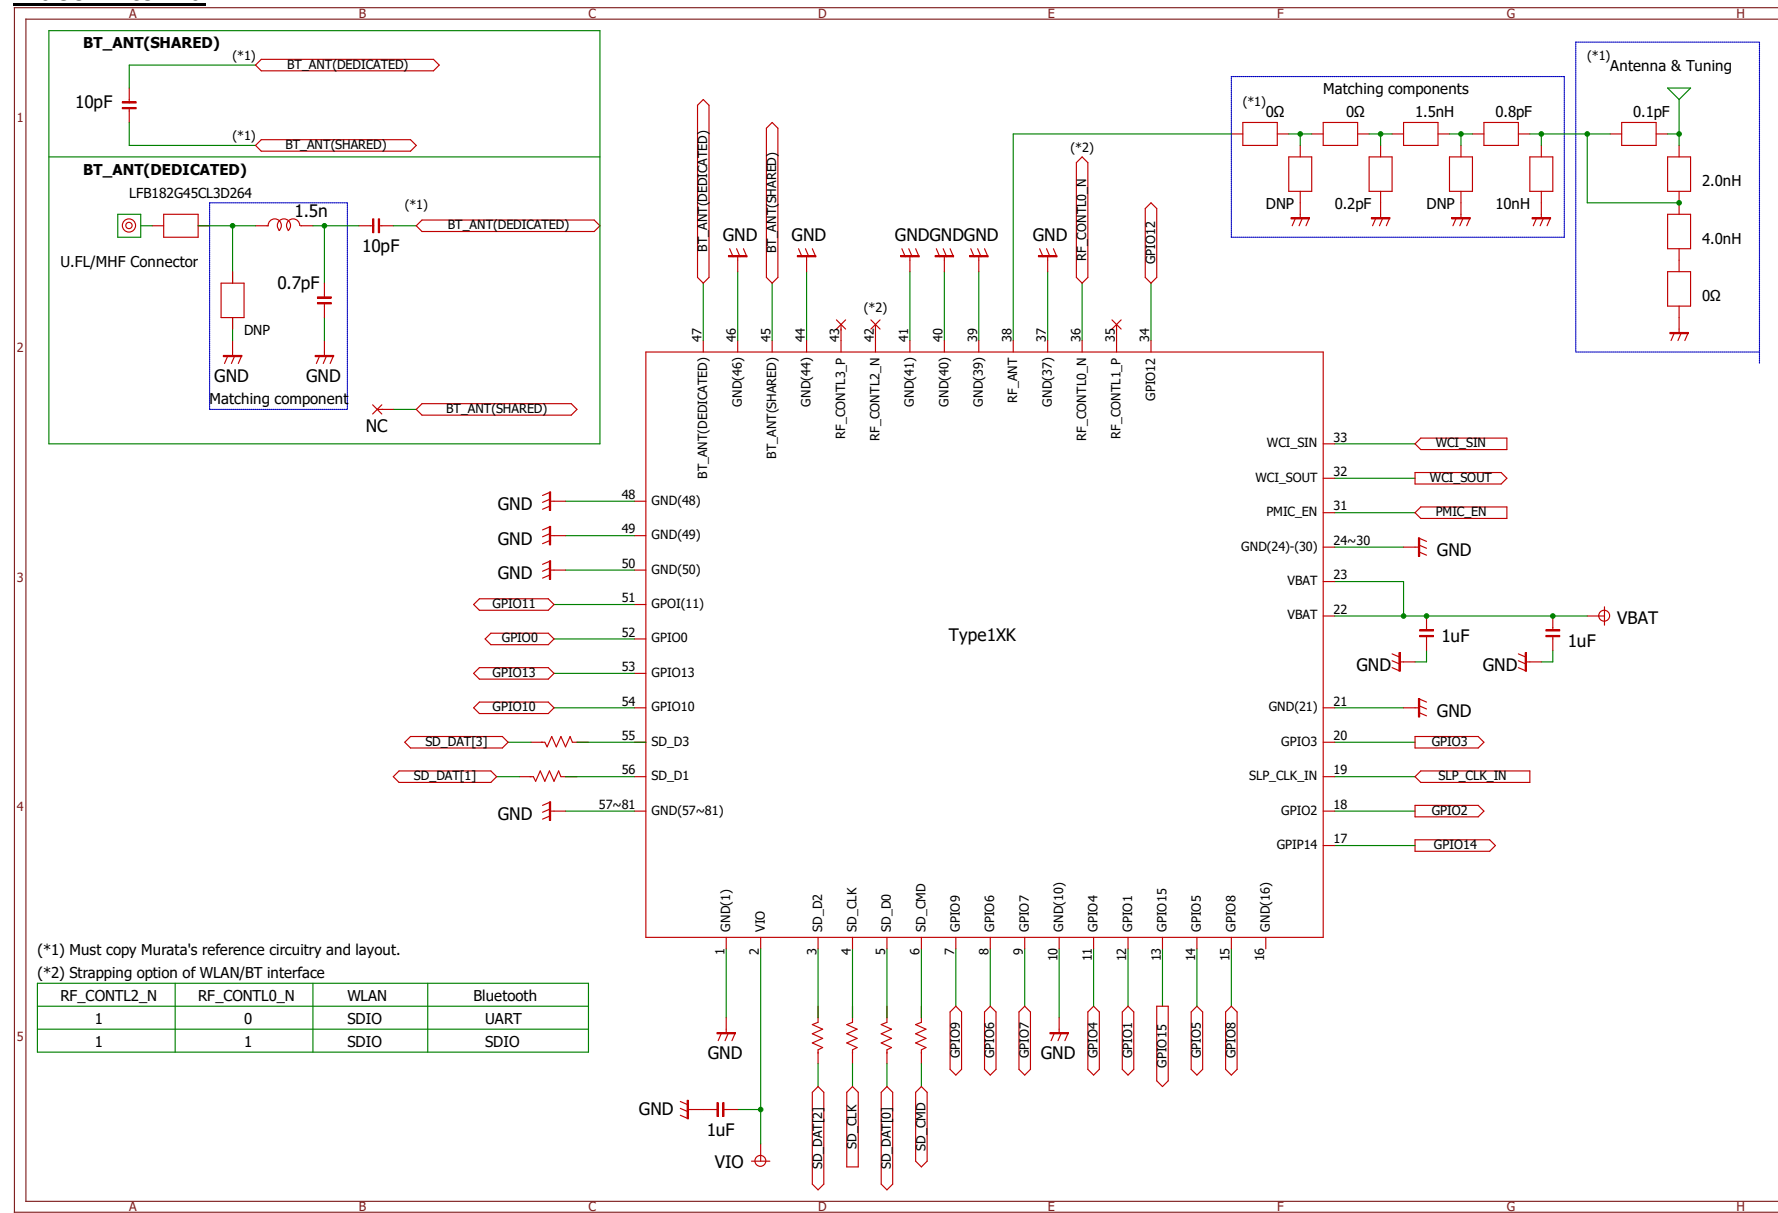 A B C D E F G H
1
2
3
4
5
BT_ANT(SHARED)
(*1)
BT_ANT(DEDICATED)
10pF
(*1)
BT_ANT(SHARED)
BT_ANT(DEDICATED)
LFB182G45CL3D264
1.5n
(*1)
BT_ANT(DEDICATED)
10pF
U.FL/MHF Connector
0.7pF
DNP
GND
GND
Matching component
BT_ANT(SHARED)
NC
BT_ANT(DEDICATED)
GND
BT_ANT(SHARED)
GND
(*2)
GND
GND
GND
GND
(*2)
RF_CONTL0_N
GPIO12
Matching components
(*1)
0Ω
0Ω
1.5nH
0.8pF
DNP
0.2pF
DNP
10nH
(*1)
Antenna & Tuning
0.1pF
2.0nH
4.0nH
0Ω
47 BT_ANT(DEDICATED)
46 GND(46)
45 BT_ANT(SHARED)
44 GND(44)
43 RF_CONTL3_P
42 RF_CONTL2_N
41 GND(41)
40 GND(40)
39 GND(39)
38 RF_ANT
37 GND(37)
36 RF_CONTL0_N
35 RF_CONTL1_P
34 GPIO12
GND 48 GND(48)
GND 49 GND(49)
GND 50 GND(50)
GPIO11 51 GPOI(11)
GPIO0 52 GPIO0
GPIO13 53 GPIO13
GPIO10 54 GPIO10
SD_DAT[3] 55 SD_D3
SD_DAT[1] 56 SD_D1
GND 57~81 GND(57~81)
Type1XK
WCI_SIN 33 WCI_SIN
WCI_SOUT 32 WCI_SOUT
PMIC_EN 31 PMIC_EN
GND(24)-(30) 24~30 GND
VBAT 23
VBAT 22 VBAT
1uF
1uF
GND
GND
GND(21) 21 GND
GPIO3 20 GPIO3
SLP_CLK_IN 19 SLP_CLK_IN
GPIO2 18 GPIO2
GPIP14 17 GPIO14
GND(1) 1 GND
VIO 2
SD_D2 3 SD_DAT[2]
SD_CLK 4 SD_CLK
SD_D0 5 SD_DAT[0]
SD_CMD 6 SD_CMD
GPIO9 7 GPIO9
GPIO6 8 GPIO6
GPIO7 9 GPIO7
GND(10) 10 GND
GPIO4 11 GPIO4
GPIO1 12 GPIO1
GPIO15 13 GPIO15
GPIO5 14 GPIO5
GPIO8 15 GPIO8
GND(16) 16
GND
1uF
VIO
(*1) Must copy Murata's reference circuitry and layout.
(*2) Strapping option of WLAN/BT interface
RF_CONTL2_N RF_CONTL0_N WLAN Bluetooth
1 0 SDIO UART
1 1 SDIO SDIO
A B C D E F G H